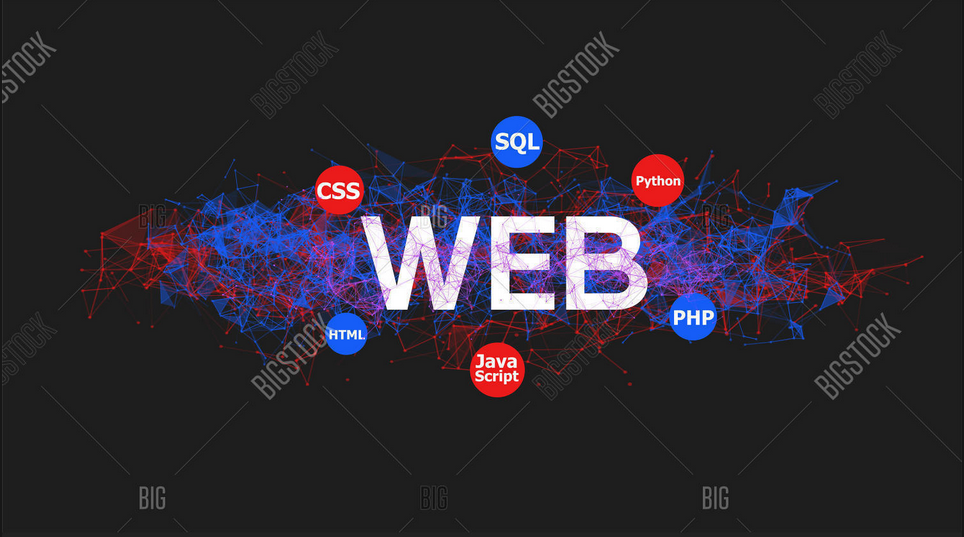 BIGSTOCK
BIGSTOCK
BIGSTOCK
BIGSTOCK
SQL
Python
CSS
BIG
BIG
BIG
WEB
PHP
HTML
Java
Script
BIGSTOCK
BIGSTOCK
BIGSTOCK
BIGSTOCK
BIG
BIG
BIG